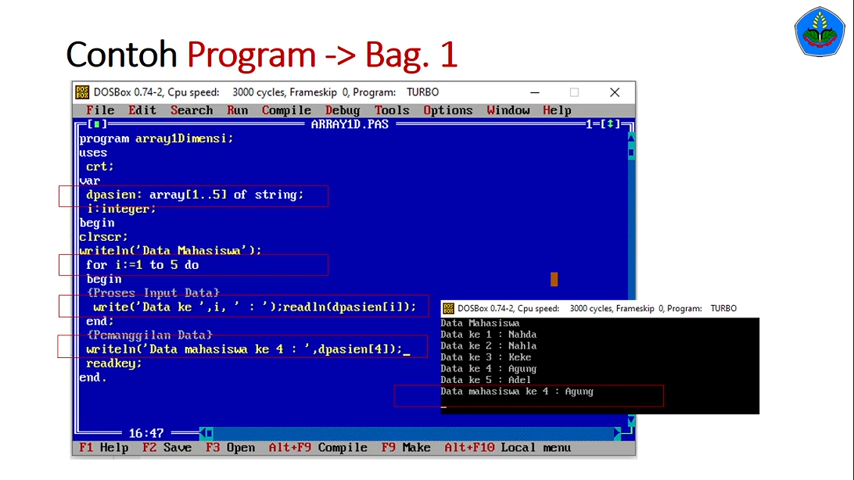 Contoh Program -> Bag. 1
DOSBox 0.74-2, Cpu speed: 3000 cycles, Frameskip 0, Program: TURBO
File Edit Search Run Compile Debug Tools Options Window Help
ARRAY1D.PAS 1=[↕]
program array1Dimensi;
uses
crt;
var
dpasien: array[1..5] of string;
i:integer;
begin
clrscr;
writeln('Data Mahasiswa');
for i:=1 to 5 do
begin
{Proses Input Data}
write('Data ke ',i, ' : ');readln(dpasien[i]);
end;
{Pemanggilan Data}
writeln('Data mahasiswa ke 4 : ',dpasien[4]);_
readkey;
end.
16:47
F1 Help F2 Save F3 Open Alt+F9 Compile F9 Make Alt+F10 Local menu
DOSBox 0.74-2, Cpu speed: 3000 cycles, Frameskip 0, Program: TURBO
Data Mahasiswa
Data ke 1 : Nahda
Data ke 2 : Nahla
Data ke 3 : Keke
Data ke 4 : Agung
Data ke 5 : Adel
Data mahasiswa ke 4 : Agung